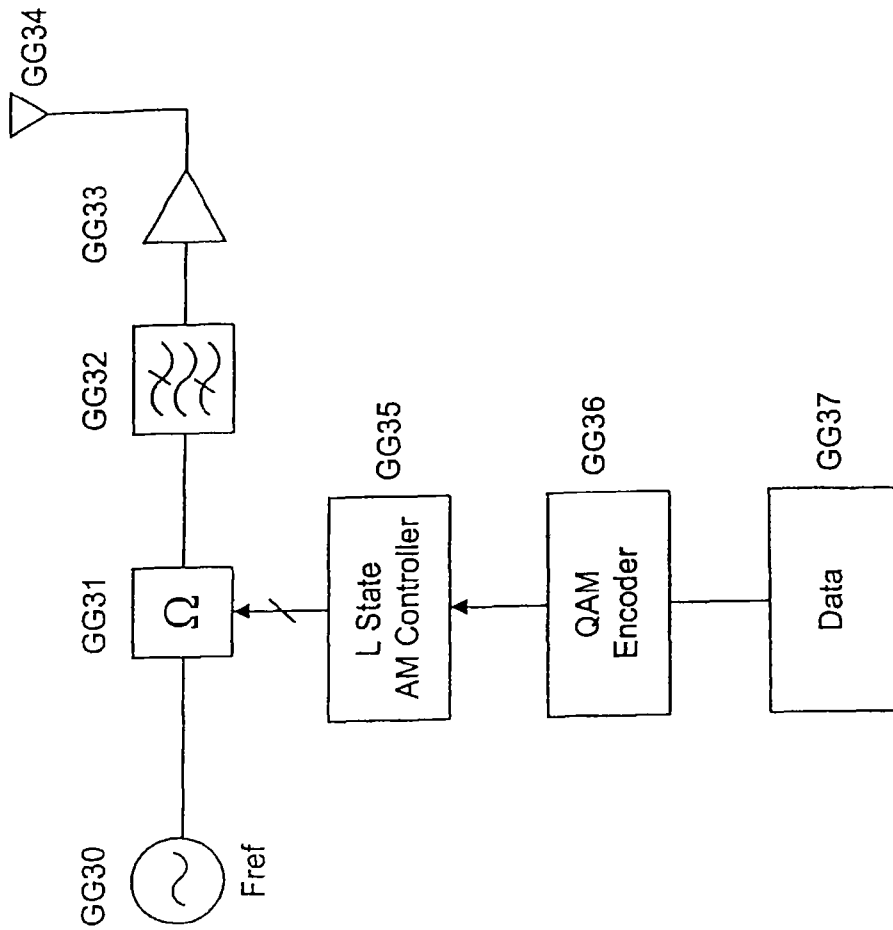 GG30
Fref
GG31
Ω
GG32
GG33
GG34
L State
AM Controller
GG35
QAM
Encoder
GG36
Data
GG37